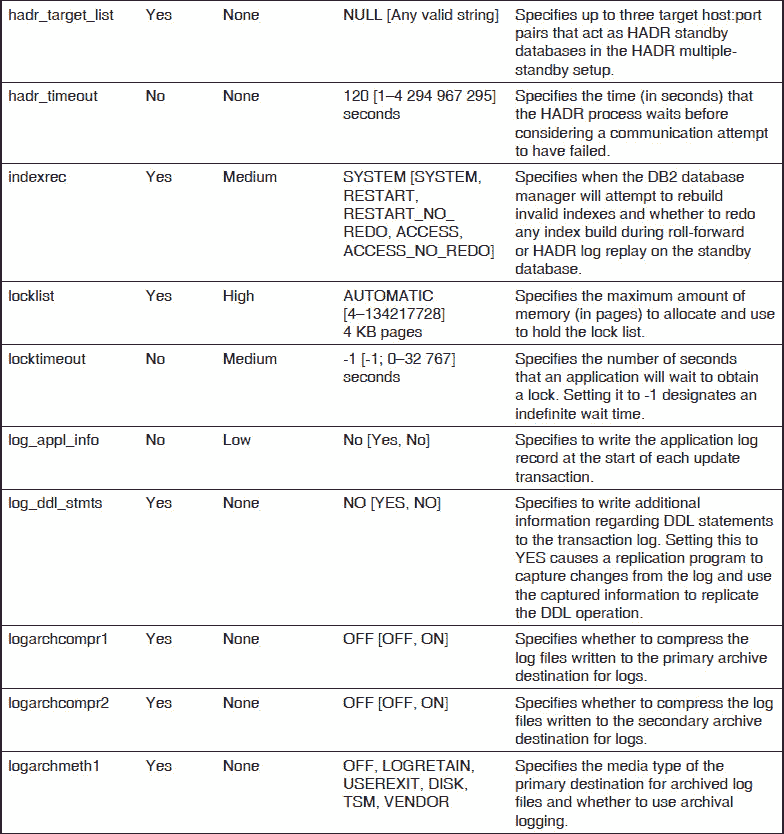 hadr_target_list Yes None NULL [Any valid string] Specifies up to three target host:port
pairs that act as HADR standby
databases in the HADR multiple-
standby setup.
hadr_timeout No None 120 [1–4 294 967 295] Specifies the time (in seconds) that
seconds the HADR process waits before
considering a communication attempt
to have failed.
indexrec Yes Medium SYSTEM [SYSTEM, Specifies when the DB2 database
RESTART, manager will attempt to rebuild
RESTART_NO_ invalid indexes and whether to redo
REDO, ACCESS, any index build during roll-forward
ACCESS_NO_REDO] or HADR log replay on the standby
database.
locklist Yes High AUTOMATIC Specifies the maximum amount of
[4–134217728] memory (in pages) to allocate and use
4 KB pages to hold the lock list.
locktimeout No Medium -1 [-1; 0–32 767] Specifies the number of seconds
seconds that an application will wait to obtain
a lock. Setting it to -1 designates an
indefinite wait time.
log_appl_info No Low No [Yes, No] Specifies to write the application log
record at the start of each update
transaction.
log_ddl_stmts Yes None NO [YES, NO] Specifies to write additional
information regarding DDL statements
to the transaction log. Setting this to
YES causes a replication program to
capture changes from the log and use
the captured information to replicate
the DDL operation.
logarchcompr1 Yes None OFF [OFF, ON] Specifies whether to compress the
log files written to the primary archive
destination for logs.
logarchcompr2 Yes None OFF [OFF, ON] Specifies whether to compress the log
files written to the secondary archive
destination for logs.
logarchmeth1 Yes None OFF, LOGRETAIN, Specifies the media type of the
USEREXIT, DISK, primary destination for archived log
TSM, VENDOR files and whether to use archival
logging.